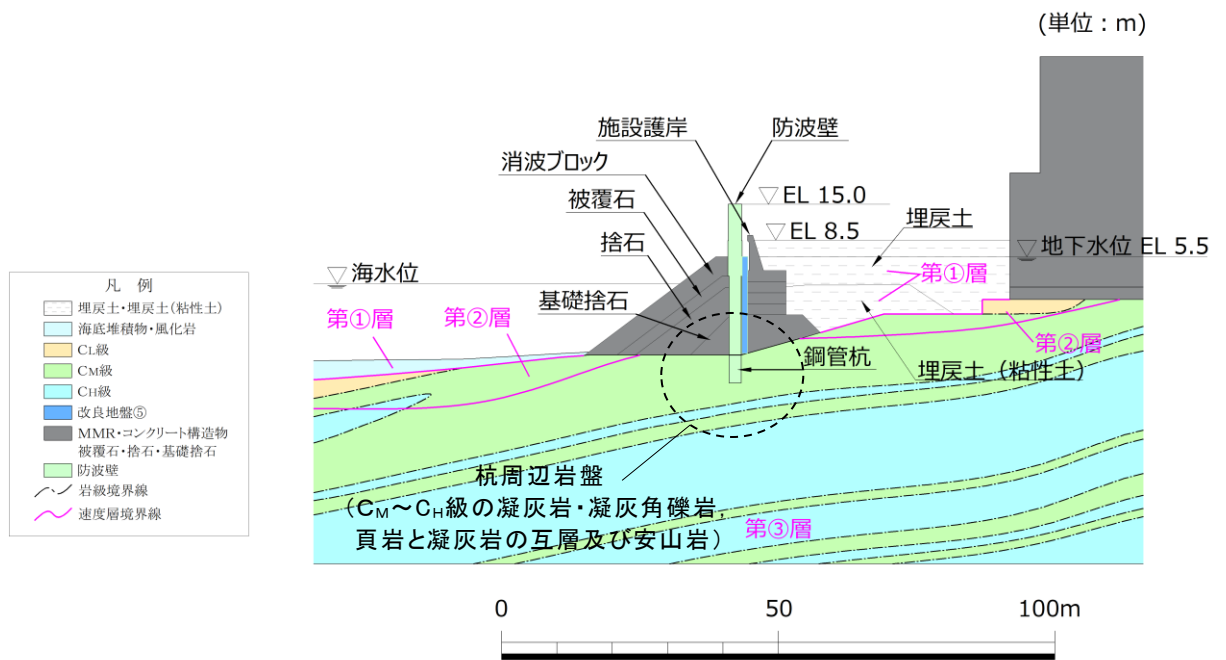 (単位：m)
施設護岸
防波壁
消波ブロック
被覆石
捨石
基礎捨石
EL 15.0
EL 8.5
埋戻土
地下水位 EL 5.5
海水位
第①層
第①層
第②層
第②層
鋼管杭
埋戻土（粘性土）
杭周辺岩盤
（CM～CH級の凝灰岩・凝灰角礫岩，
頁岩と凝灰岩の互層及び安山岩）
第③層
凡 例
埋戻土・埋戻土(粘性土)
海底堆積物・風化岩
CL級
CM級
CH級
改良地盤⑤
MMR・コンクリート構造物
被覆石・捨石・基礎捨石
防波壁
岩級境界線
速度層境界線
0
50
100m